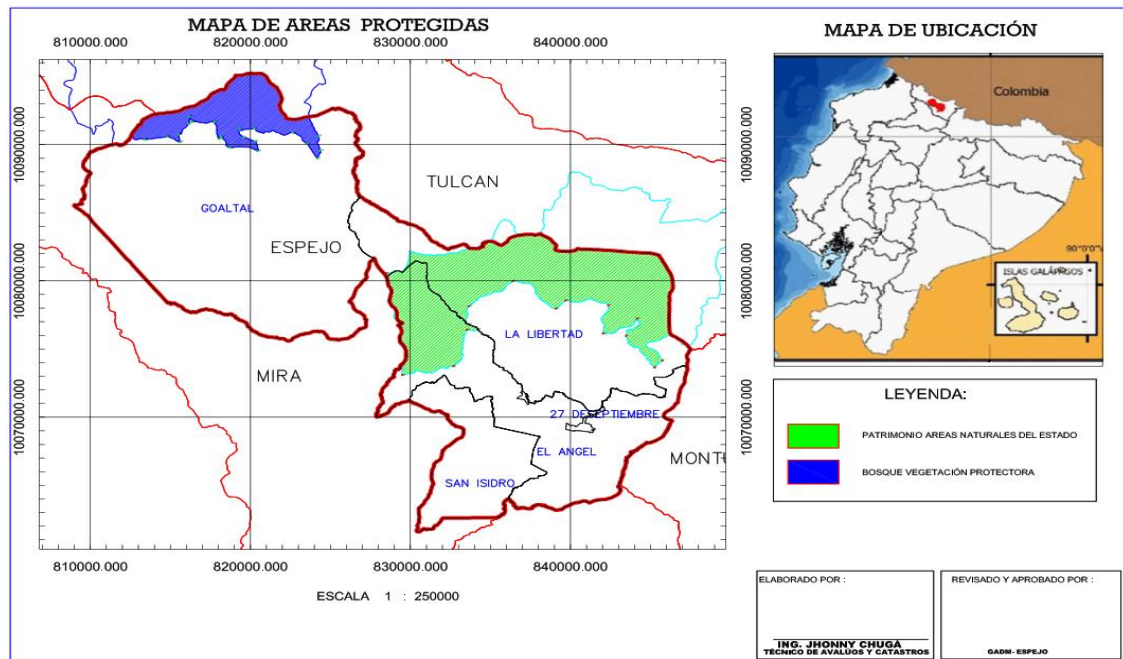 MAPA DE AREAS PROTEGIDAS
810000.000 820000.000 830000.000 840000.000
10090000.000
10080000.000
10070000.000
10090000.000
10080000.000
10070000.000
TULCAN
GOALTAL
ESPEJO
LA LIBERTAD
MIRA
27 DE SEPTIEMBRE
EL ANGEL
SAN ISIDRO
810000.000 820000.000 830000.000 840000.000
ESCALA 1 : 250000
MAPA DE UBICACIÓN
Colombia
ISLAS GALÁPAGOS
LEYENDA:
PATRIMONIO AREAS NATURALES DEL ESTADO
BOSQUE VEGETACIÓN PROTECTORA
ELABORADO POR :
ING. JHONNY CHUGÁ
TÉCNICO DE AVALÚOS Y CATASTROS
REVISADO Y APROBADO POR :
GADM- ESPEJO